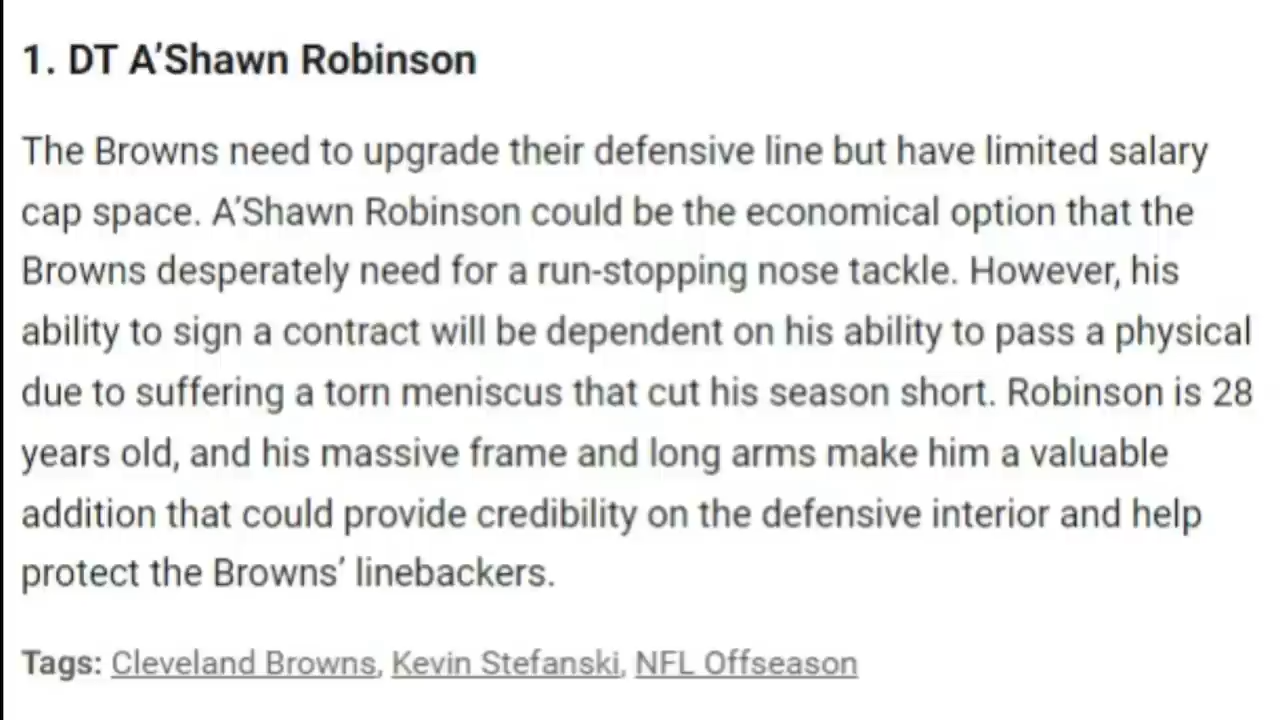 1. DT A’Shawn Robinson
The Browns need to upgrade their defensive line but have limited salary
cap space. A’Shawn Robinson could be the economical option that the
Browns desperately need for a run-stopping nose tackle. However, his
ability to sign a contract will be dependent on his ability to pass a physical
due to suffering a torn meniscus that cut his season short. Robinson is 28
years old, and his massive frame and long arms make him a valuable
addition that could provide credibility on the defensive interior and help
protect the Browns’ linebackers.
Tags: Cleveland Browns, Kevin Stefanski, NFL Offseason